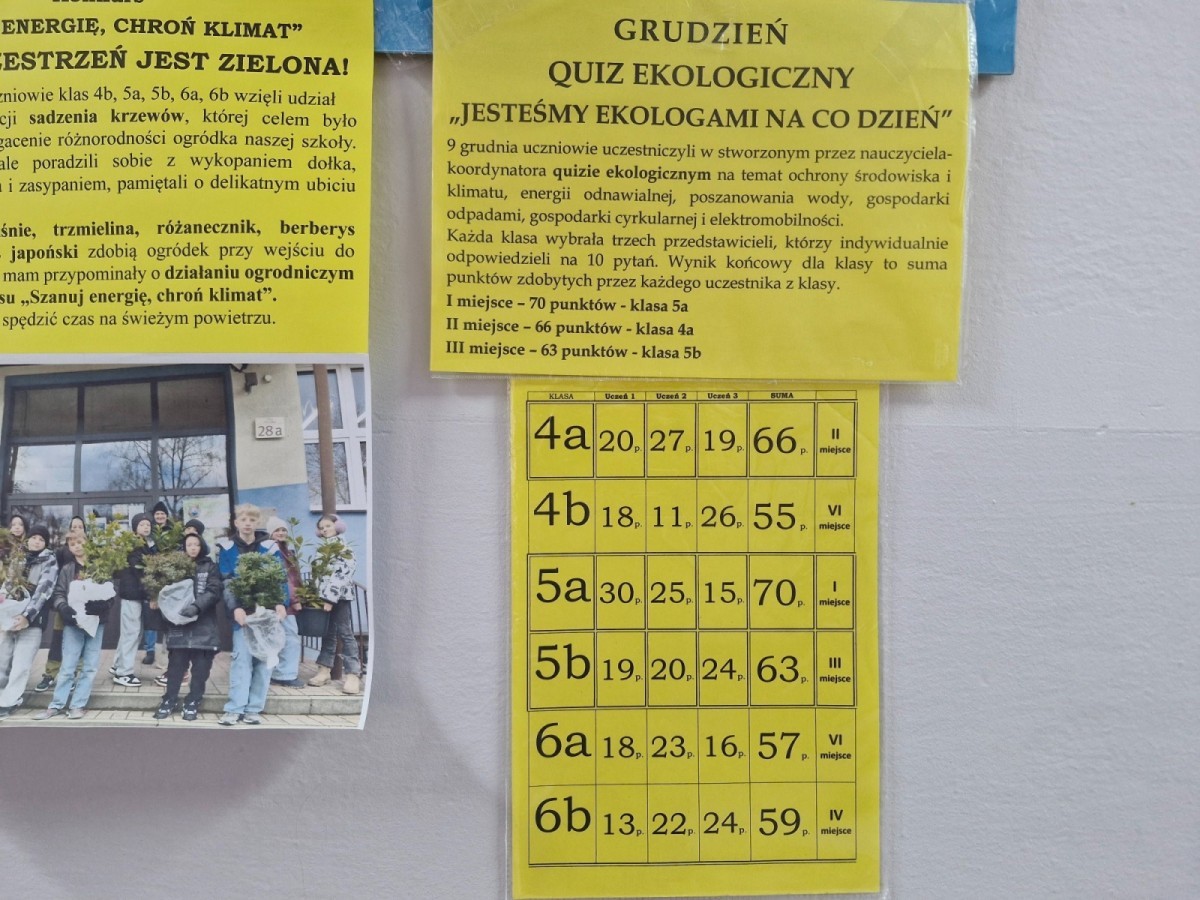 ENERGIĘ, CHROŃ KLIMAT”
JEST ZIELONA!
klas 4b, 5a, 5b, 6a, 6b wzięli udział
sadzenia krzewów, której celem było
różnorodności ogródka naszej szkoły.
ale poradzili sobie z wykopaniem dołka,
i zasypaniem, pamiętali o delikatnym ubiciu
trzmielina, różanecznik, berberys
japoński zdobią ogródek przy wejściu do
mam przypominały o działaniu ogrodniczym
„Szanuj energię, chroń klimat”.
spędzić czas na świeżym powietrzu.
28a
GRUDZIEŃ
QUIZ EKOLOGICZNY
„JESTEŚMY EKOLOGAMI NA CO DZIEŃ”
9 grudnia uczniowie uczestniczyli w stworzonym przez nauczyciela-
koordynatora quizie ekologicznym na temat ochrony środowiska i
klimatu, energii odnawialnej, poszanowania wody, gospodarki
odpadami, gospodarki cyrkularnej i elektromobilności.
Każda klasa wybrała trzech przedstawicieli, którzy indywidualnie
odpowiedzieli na 10 pytań. Wynik końcowy dla klasy to suma
punktów zdobytych przez każdego uczestnika z klasy.
I miejsce – 70 punktów - klasa 5a
II miejsce – 66 punktów - klasa 4a
III miejsce – 63 punktów - klasa 5b
KLASA Uczeń 1 Uczeń 2 Uczeń 3 SUMA
4a 20p. 27p. 19p. 66p. II miejsce
4b 18p. 11p. 26p. 55p. VI miejsce
5a 30p. 25p. 15p. 70p. I miejsce
5b 19p. 20p. 24p. 63p. III miejsce
6a 18p. 23p. 16p. 57p. VI miejsce
6b 13p. 22p. 24p. 59p. IV miejsce